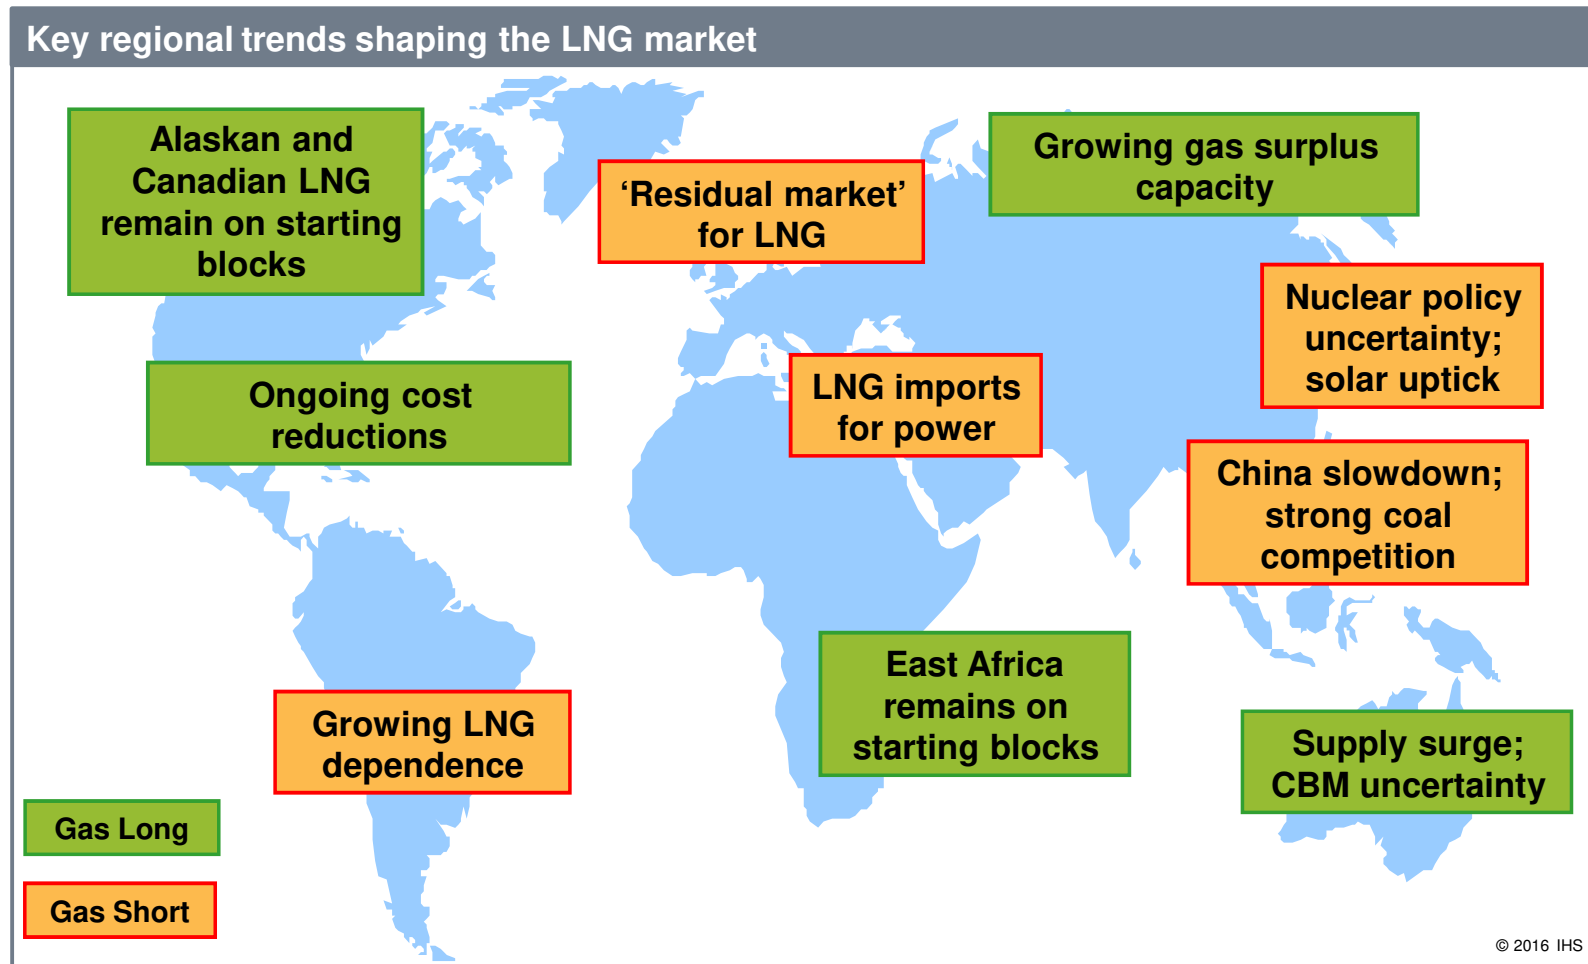 Key regional trends shaping the LNG market
Alaskan and
Canadian LNG
remain on starting
blocks
‘Residual market’
for LNG
Growing gas surplus
capacity
Nuclear policy
uncertainty;
solar uptick
Ongoing cost
reductions
LNG imports
for power
China slowdown;
strong coal
competition
East Africa
remains on
starting blocks
Growing LNG
dependence
Supply surge;
CBM uncertainty
Gas Long
Gas Short
© 2016 IHS